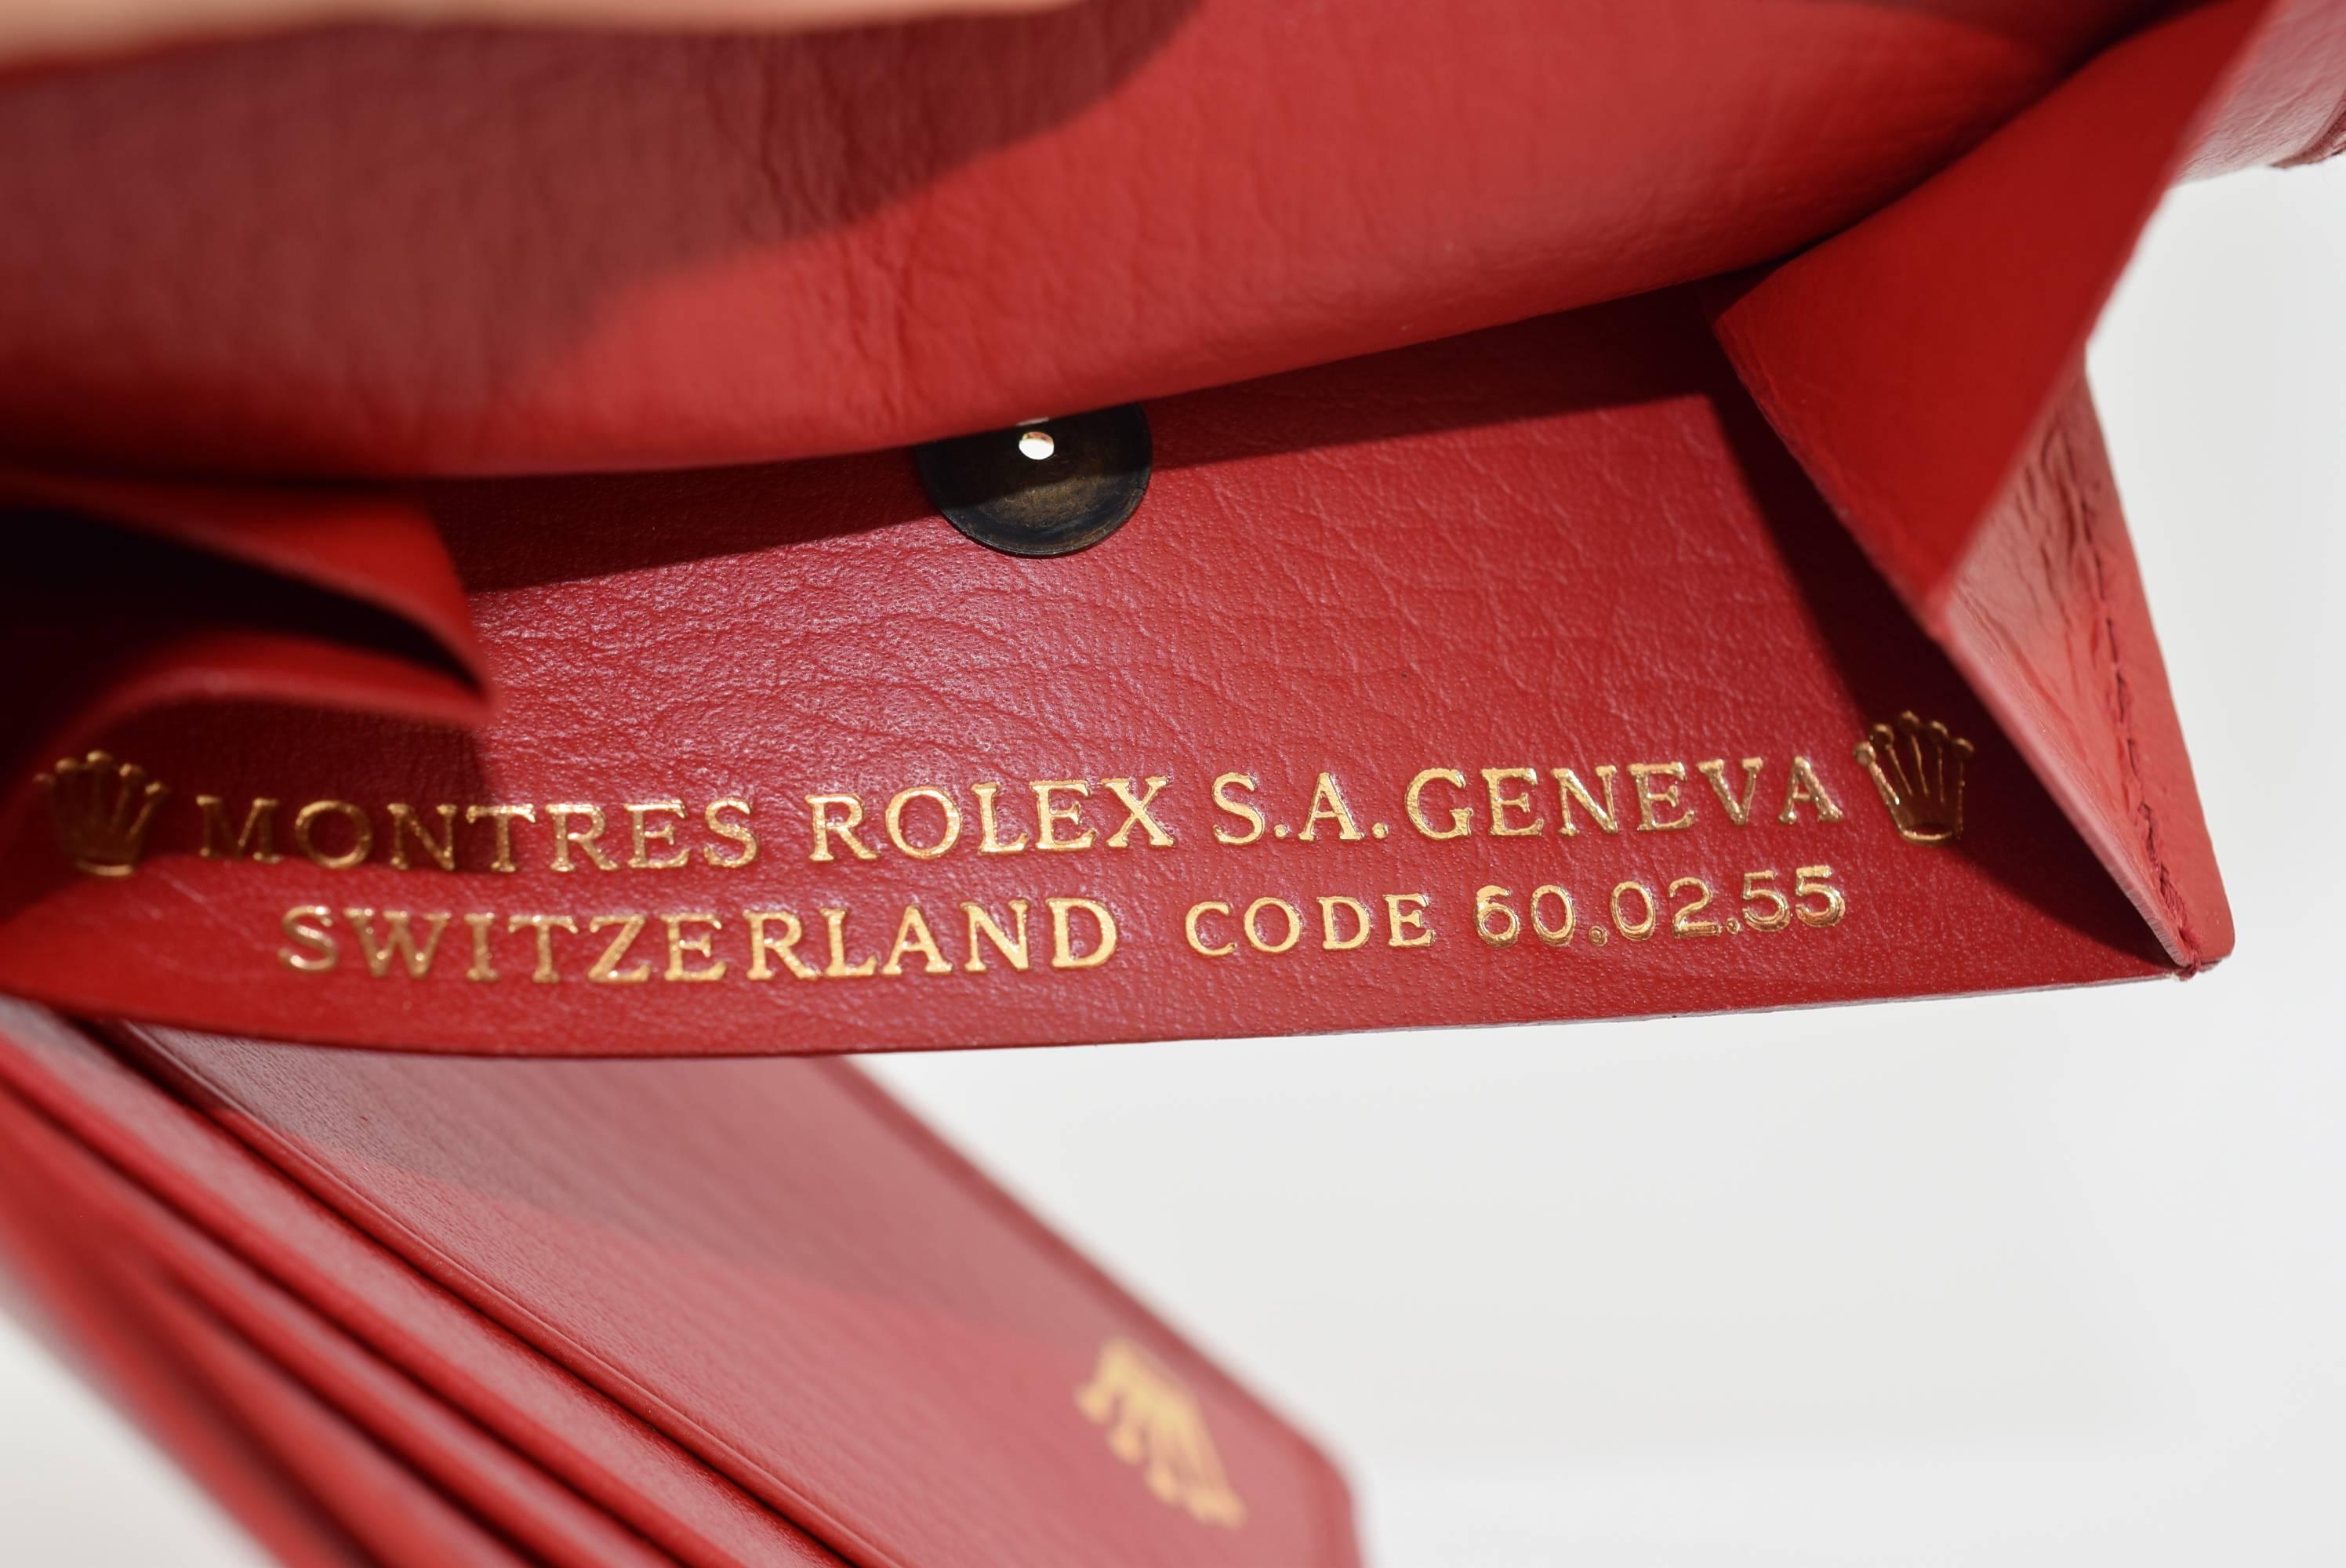 MONTRES ROLEX S.A. GENEVA
SWITZERLAND CODE 60.02.55